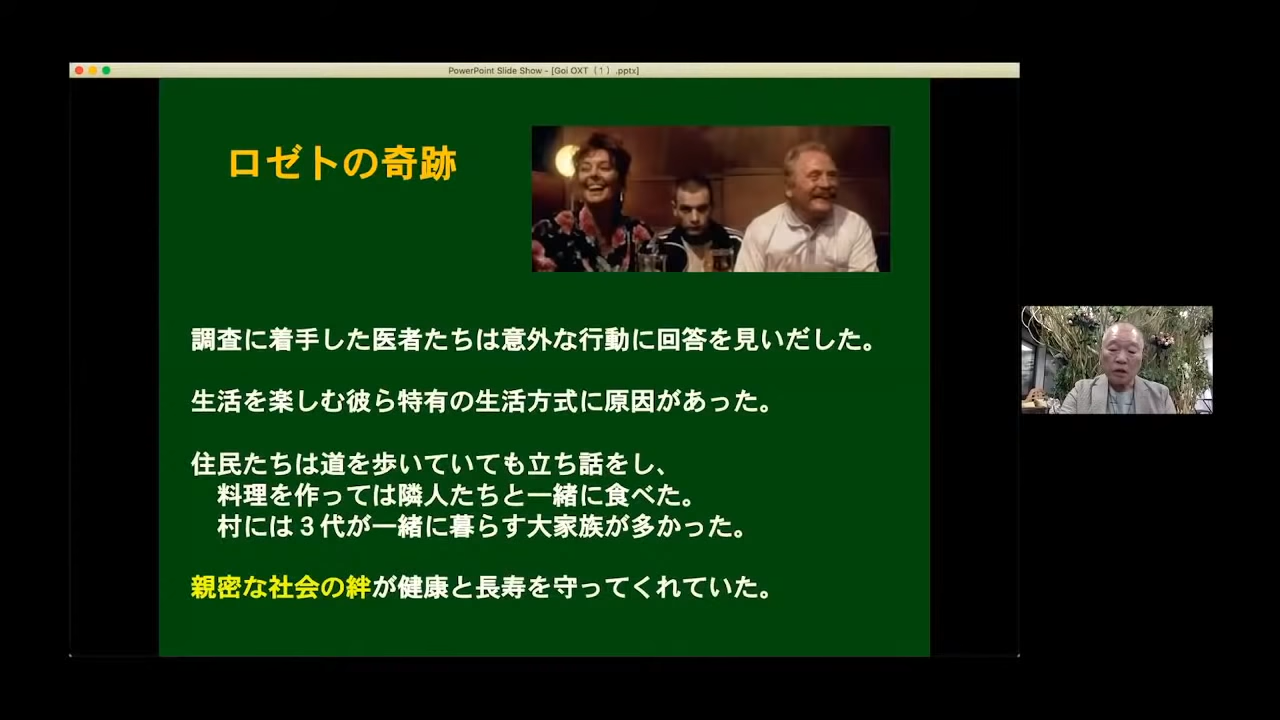 PowerPoint Slide Show - [Goi OXT（１）.pptx]
ロゼトの奇跡
調査に着手した医者たちは意外な行動に回答を見いだした。
生活を楽しむ彼ら特有の生活方式に原因があった。
住民たちは道を歩いていても立ち話をし、
料理を作っては隣人たちと一緒に食べた。
村には３代が一緒に暮らす大家族が多かった。
親密な社会の絆が健康と長寿を守ってくれていた。